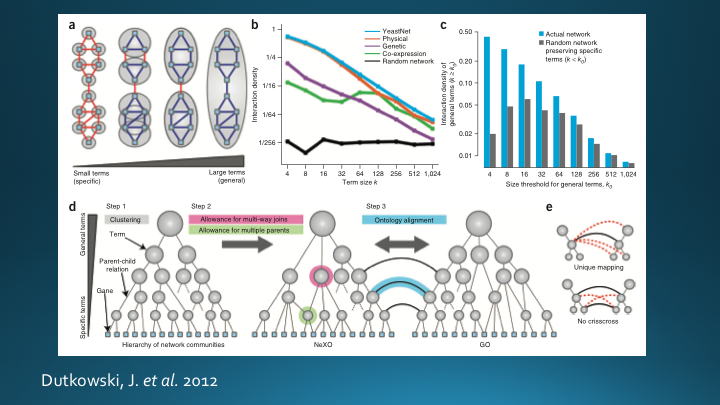 a
Small terms
(specific)
Large terms
(general)
b
Interaction density
1
1/4
1/16
1/64
1/256
YeastNet
Physical
Genetic
Co-expression
Random network
4 8 16 32 64 128 256 512 1,024
Term size k
c
Interaction density of
general terms (k ≥ k₀)
0.50
0.20
0.10
0.05
0.02
0.01
Actual network
Random network
preserving specific
terms (k < k₀)
4 8 16 32 64 128 256 512 1,024
Size threshold for general terms, k₀
d
General terms
Specific terms
Step 1
Clustering
Term
Parent-child
relation
Gene
Hierarchy of network communities
Step 2
Allowance for multi-way joins
Allowance for multiple parents
NeXO
Step 3
Ontology alignment
GO
e
Unique mapping
No crisscross
Dutkowski, J. et al. 2012